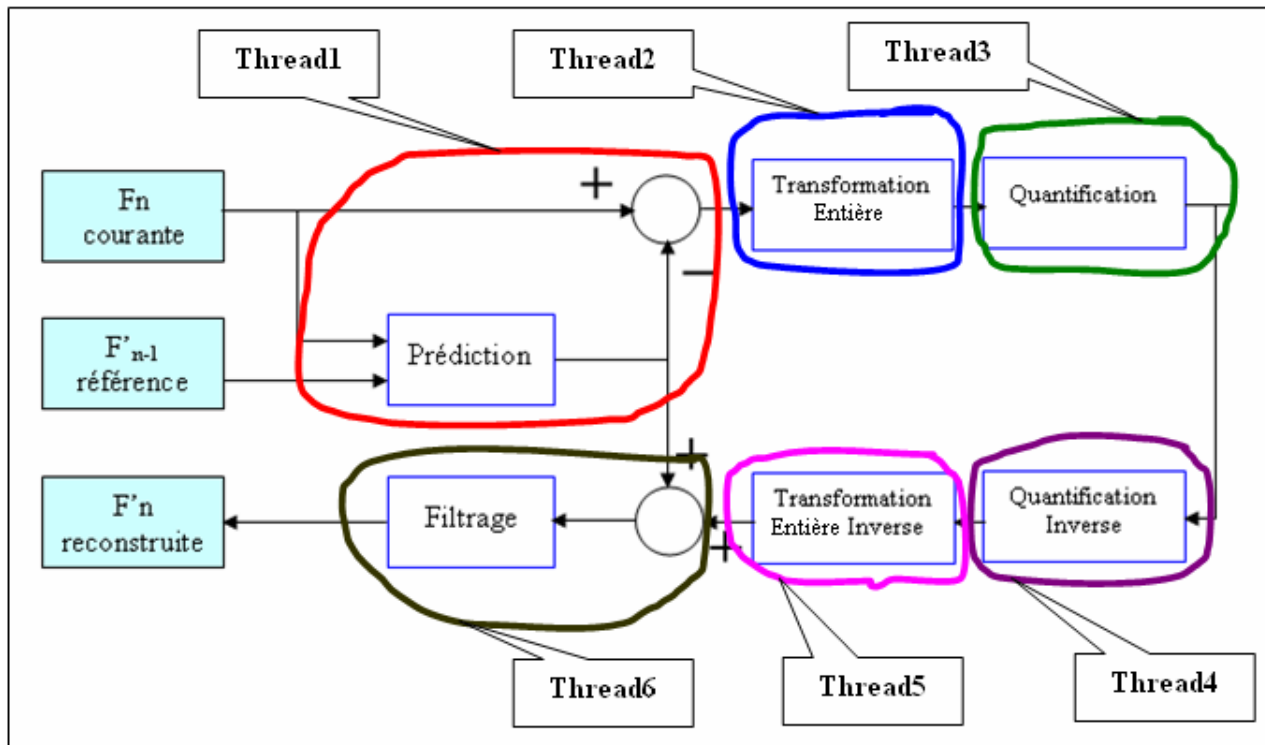 Thread1
Thread2
Thread3
Fn
courante
+
−
Transformation
Entière
Quantification
F'n-1
référence
Prédiction
F'n
reconstruite
Filtrage
+
+
Transformation
Entière Inverse
Quantification
Inverse
Thread6
Thread5
Thread4